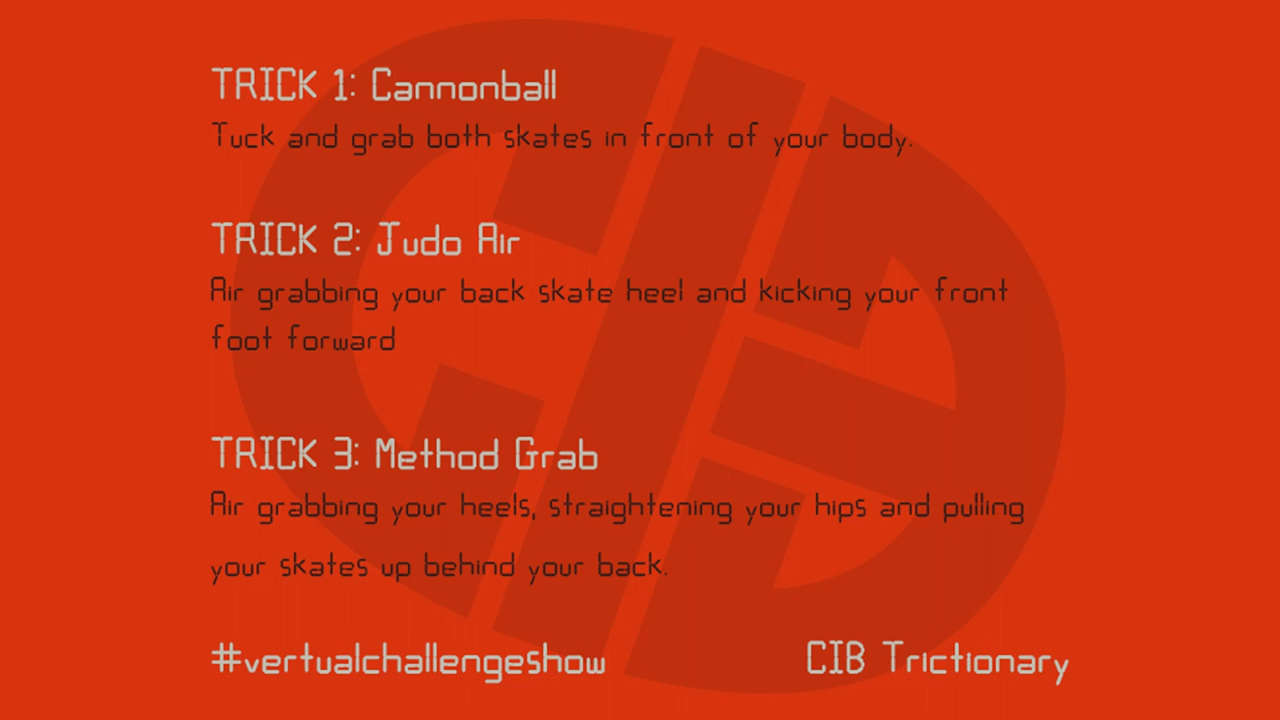 TRICK 1: Cannonball
Tuck and grab both skates in front of your body.
TRICK 2: Judo Air
Air grabbing your back skate heel and kicking your front
foot forward
TRICK 3: Method Grab
Air grabbing your heels, straightening your hips and pulling
your skates up behind your back.
#vertualchallengeshow
CIB Trictionary